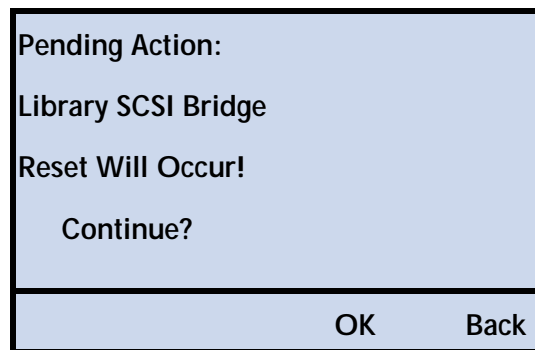 Pending Action:
Library SCSI Bridge
Reset Will Occur!
Continue?
OK Back